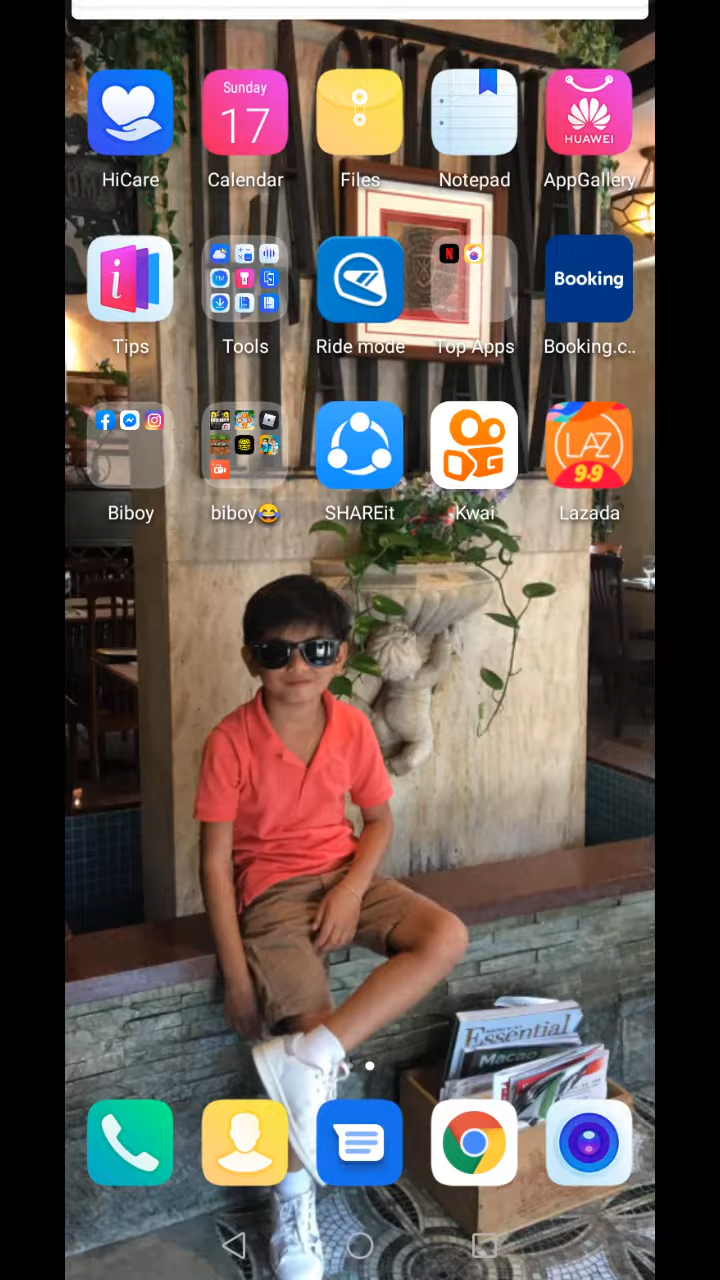 Sunday
17
HUAWEI
HiCare
Calendar
Files
Notepad
AppGallery
Booking
Tips
Tools
Ride mode
Top Apps
Booking.c..
LAZ
9.9
Biboy
biboy😂
SHAREit
Kwai
Lazada
Essential
Macao